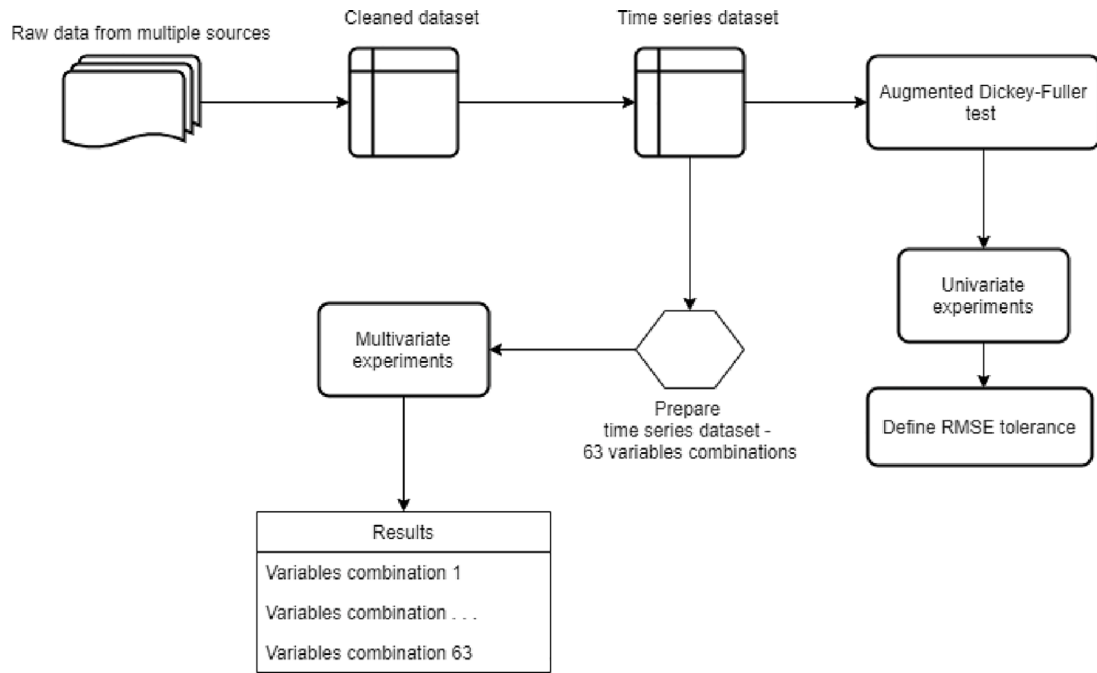 Raw data from multiple sources
Cleaned dataset
Time series dataset
Augmented Dickey-Fuller
test
Univariate
experiments
Define RMSE tolerance
Prepare
time series dataset -
63 variables combinations
Multivariate
experiments
Results
Variables combination 1
Variables combination . . .
Variables combination 63